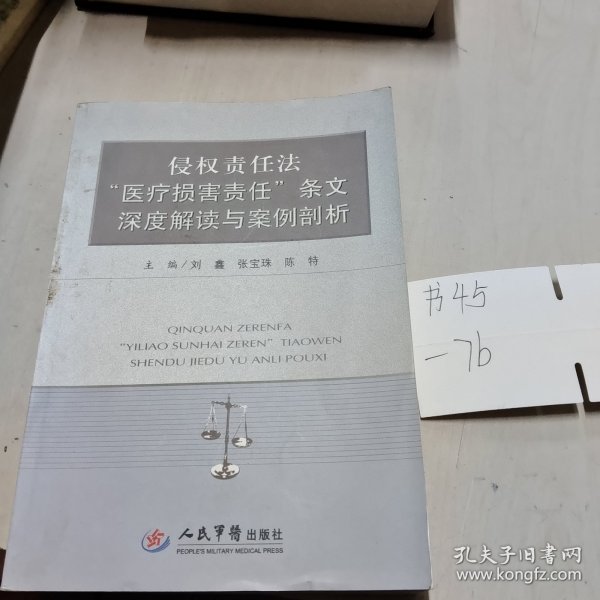 侵权责任法
“医疗损害责任”条文
深度解读与案例剖析
主 编/刘 鑫 张宝珠 陈 特
QINQUAN ZERENFA
“YILIAO SUNHAI ZEREN” TIAOWEN
SHENDU JIEDU YU ANLI POUXI
人民军醫出版社
PEOPLE'S MILITARY MEDICAL PRESS
书45
-7b
孔夫子旧书网
www.kongfz.com